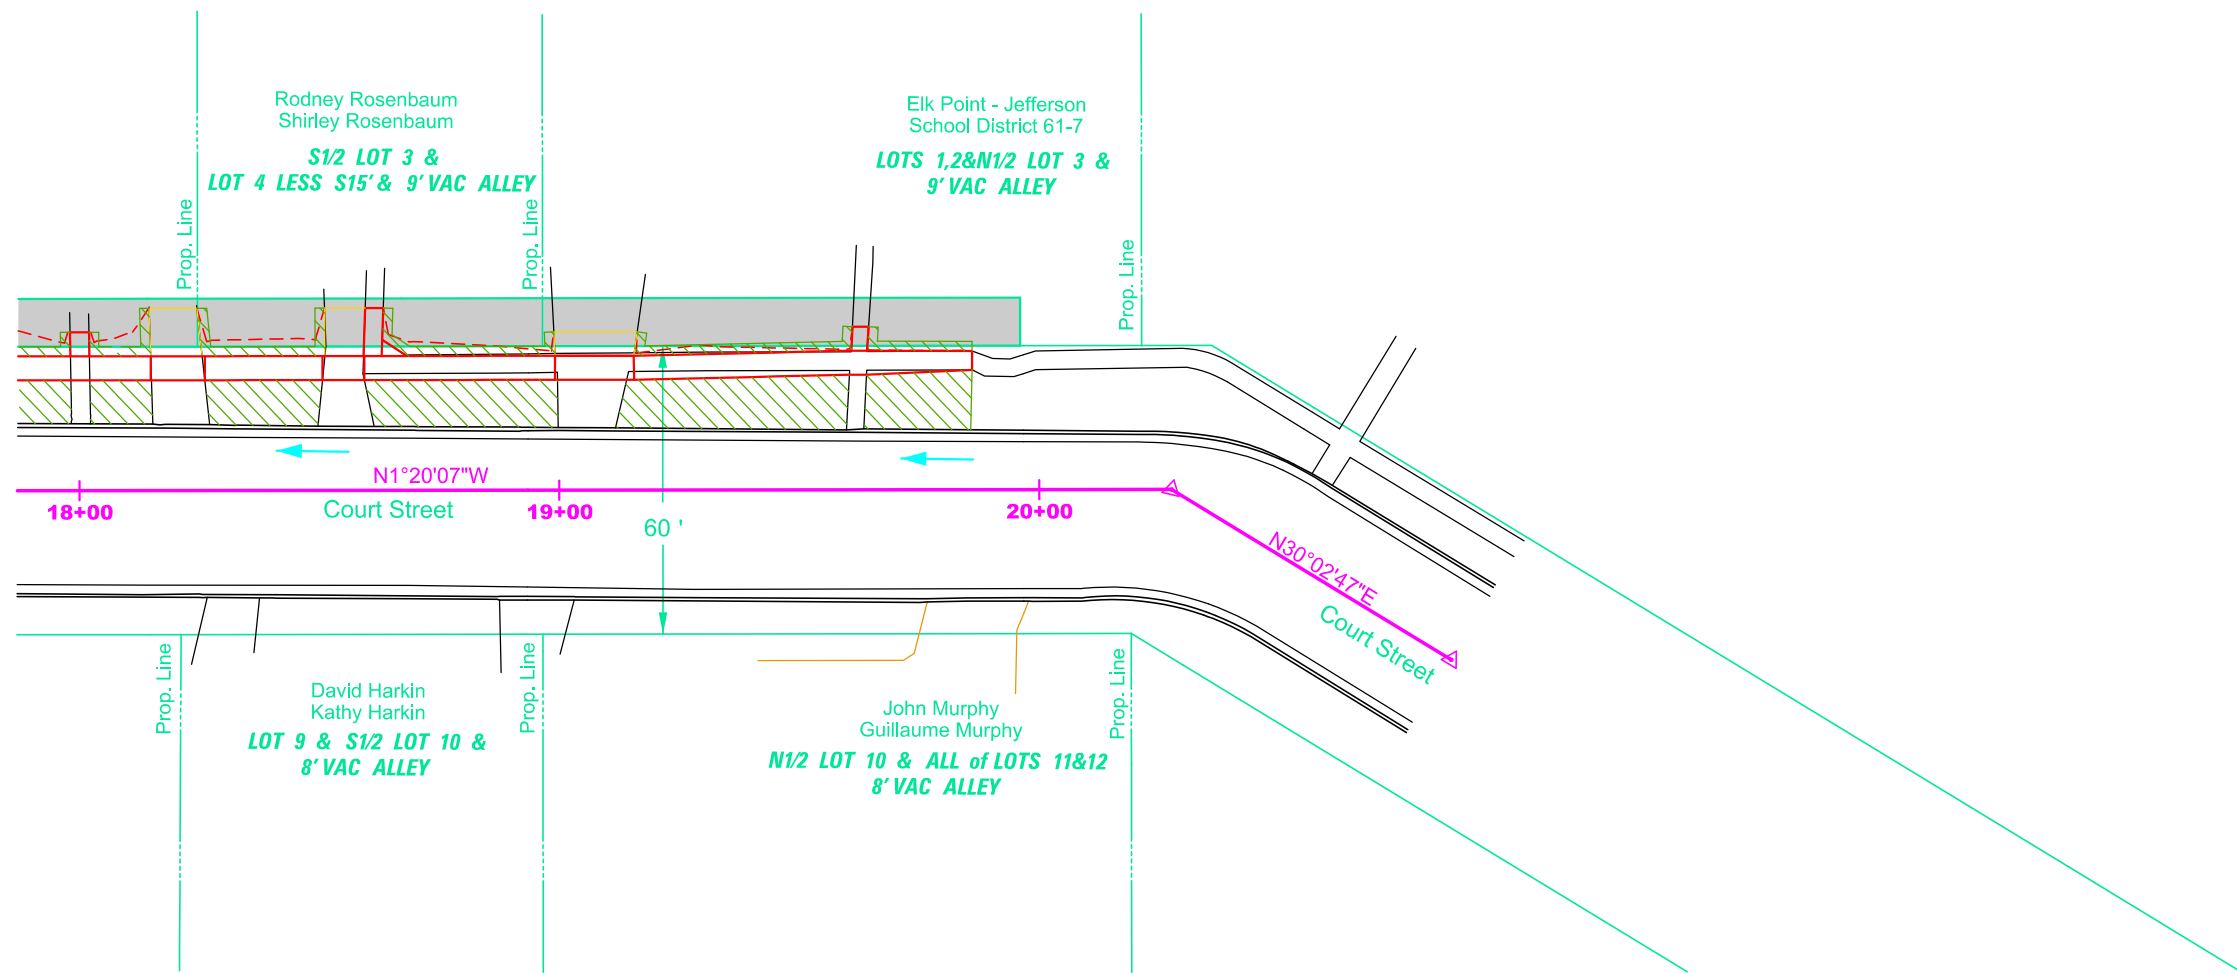 Rodney Rosenbaum
Shirley Rosenbaum
S1/2 LOT 3 &
LOT 4 LESS S15' & 9' VAC ALLEY
Elk Point - Jefferson
School District 61-7
LOTS 1,2&N1/2 LOT 3 &
9' VAC ALLEY
Prop. Line
Prop. Line
Prop. Line
N1°20'07"W
18+00
Court Street
19+00
60 '
20+00
N30°02'47"E
Court Street
Prop. Line
Prop. Line
Prop. Line
David Harkin
Kathy Harkin
LOT 9 & S1/2 LOT 10 &
8' VAC ALLEY
John Murphy
Guillaume Murphy
N1/2 LOT 10 & ALL of LOTS 11&12
8' VAC ALLEY